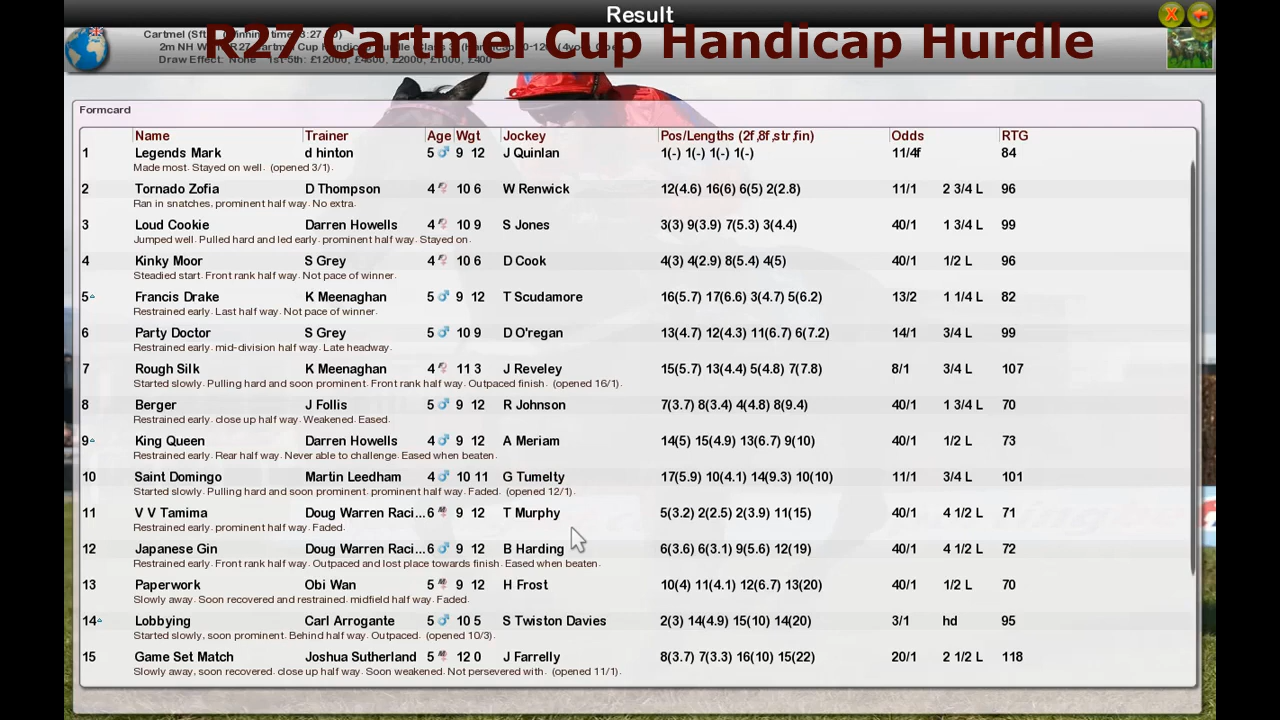 Result
R27 Cartmel Cup Handicap Hurdle
Draw Effect: None 1st-5th: £12000, £4600, £2000, £1000, £400
Formcard
Name Trainer Age Wgt Jockey Pos/Lengths (2f,8f,str,fin) Odds RTG
1 Legends Mark d hinton 5 9 12 J Quinlan 1(-) 1(-) 1(-) 1(-) 11/4f 84
Made most. Stayed on well. (opened 3/1).
2 Tornado Zofia D Thompson 4 10 6 W Renwick 12(4.6) 16(6) 6(5) 2(2.8) 11/1 2 3/4 L 96
Ran in snatches, prominent half way. No extra.
3 Loud Cookie Darren Howells 4 10 9 S Jones 3(3) 9(3.9) 7(5.3) 3(4.4) 40/1 1 3/4 L 99
Jumped well. Pulled hard and led early. prominent half way. Stayed on.
4 Kinky Moor S Grey 4 10 6 D Cook 4(3) 4(2.9) 8(5.4) 4(5) 40/1 1/2 L 96
Steadied start. Front rank half way. Not pace of winner.
5 Francis Drake K Meenaghan 5 9 12 T Scudamore 16(5.7) 17(6.6) 3(4.7) 5(6.2) 13/2 1 1/4 L 82
Restrained early. Last half way. Not pace of winner.
6 Party Doctor S Grey 5 10 9 D O'regan 13(4.7) 12(4.3) 11(6.7) 6(7.2) 14/1 3/4 L 99
Restrained early. mid-division half way. Late headway.
7 Rough Silk K Meenaghan 4 11 3 J Reveley 15(5.7) 13(4.4) 5(4.8) 7(7.8) 8/1 3/4 L 107
Started slowly. Pulling hard and soon prominent. Front rank half way. Outpaced finish. (opened 16/1).
8 Berger J Follis 5 9 12 R Johnson 7(3.7) 8(3.4) 4(4.8) 8(9.4) 40/1 1 3/4 L 70
Restrained early. close up half way. Weakened. Eased.
9 King Queen Darren Howells 4 9 12 A Meriam 14(5) 15(4.9) 13(6.7) 9(10) 40/1 1/2 L 73
Restrained early. Rear half way. Never able to challenge. Eased when beaten.
10 Saint Domingo Martin Leedham 4 10 11 G Tumelty 17(5.9) 10(4.1) 14(9.3) 10(10) 11/1 3/4 L 101
Started slowly. Pulling hard and soon prominent. prominent half way. Faded. (opened 12/1).
11 V V Tamima Doug Warren Raci... 6 9 12 T Murphy 5(3.2) 2(2.5) 2(3.9) 11(15) 40/1 4 1/2 L 71
Restrained early. prominent half way. Faded.
12 Japanese Gin Doug Warren Raci... 6 9 12 B Harding 6(3.6) 6(3.1) 9(5.6) 12(19) 40/1 4 1/2 L 72
Restrained early. Front rank half way. Outpaced and lost place towards finish. Eased when beaten.
13 Paperwork Obi Wan 5 9 12 H Frost 10(4) 11(4.1) 12(6.7) 13(20) 40/1 1/2 L 70
Slowly away. Soon recovered and restrained. midfield half way. Faded.
14 Lobbying Carl Arrogante 5 10 5 S Twiston Davies 2(3) 14(4.9) 15(10) 14(20) 3/1 hd 95
Started slowly, soon prominent. Behind half way. Outpaced. (opened 10/3).
15 Game Set Match Joshua Sutherland 5 12 0 J Farrelly 8(3.7) 7(3.3) 16(10) 15(22) 20/1 2 1/2 L 118
Slowly away, soon recovered. close up half way. Soon weakened. Not persevered with. (opened 11/1).